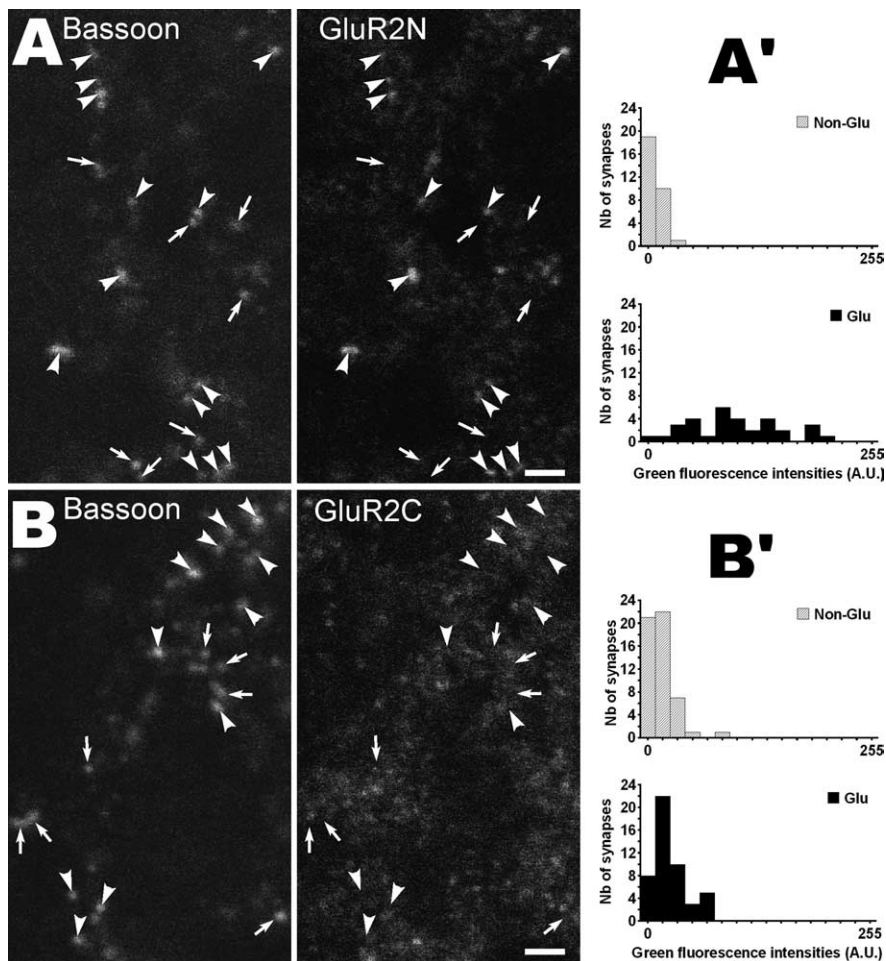 A
Bassoon
GluR2N
A'
24
20
16
12
8
4
0
Nb of synapses
Non-Glu
0
255
24
20
16
12
8
4
0
Nb of synapses
Glu
0
255
Green fluorescence intensities (A.U.)
B
Bassoon
GluR2C
B'
24
20
16
12
8
4
0
Nb of synapses
Non-Glu
0
255
24
20
16
12
8
4
0
Nb of synapses
Glu
0
255
Green fluorescence intensities (A.U.)